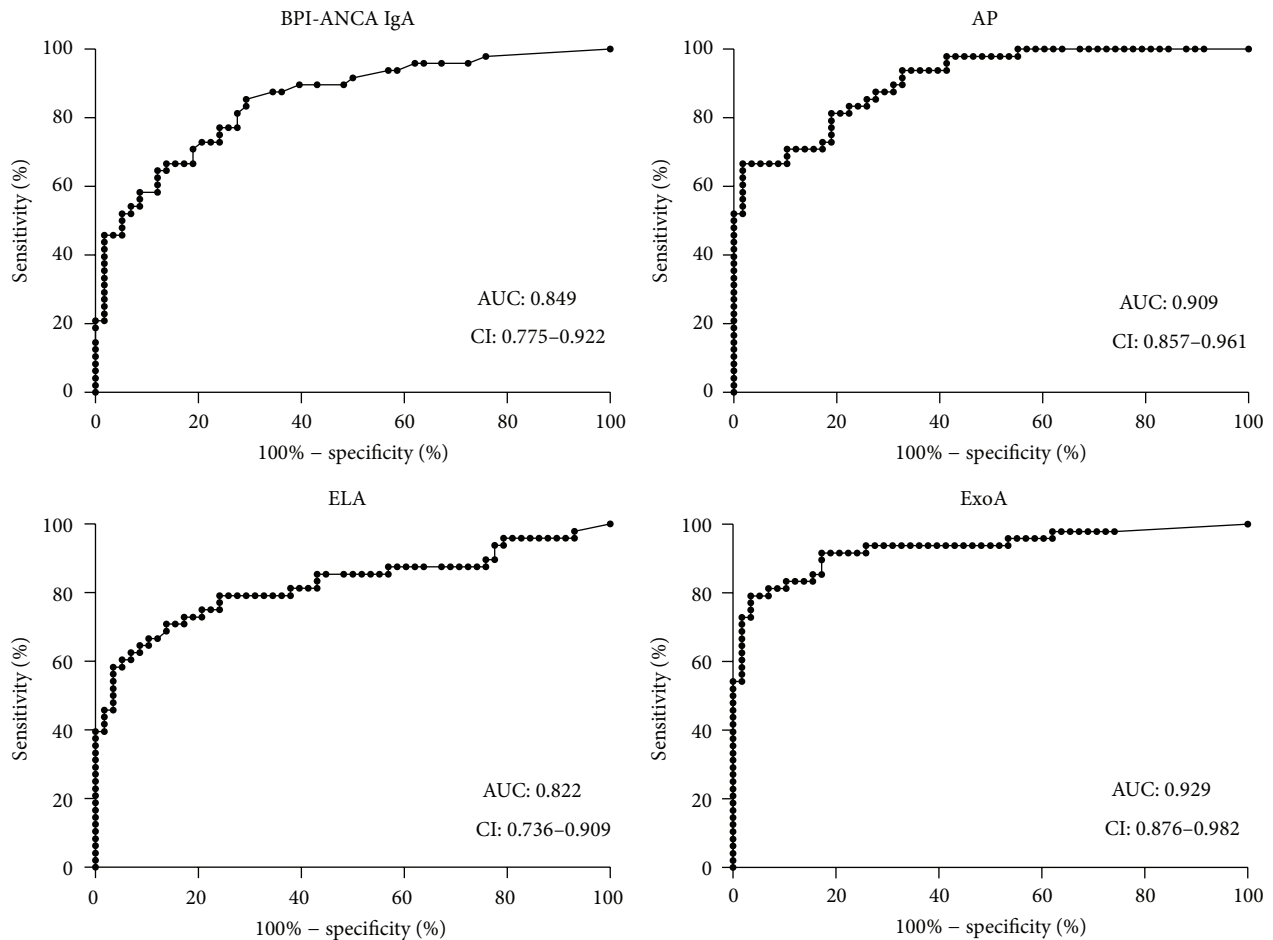 BPI-ANCA IgA
100
80
60
40
20
0
Sensitivity (%)
AUC: 0.849
CI: 0.775–0.922
0 20 40 60 80 100
100% − specificity (%)
AP
100
80
60
40
20
0
Sensitivity (%)
AUC: 0.909
CI: 0.857–0.961
0 20 40 60 80 100
100% − specificity (%)
ELA
100
80
60
40
20
0
Sensitivity (%)
AUC: 0.822
CI: 0.736–0.909
0 20 40 60 80 100
100% − specificity (%)
ExoA
100
80
60
40
20
0
Sensitivity (%)
AUC: 0.929
CI: 0.876–0.982
0 20 40 60 80 100
100% − specificity (%)